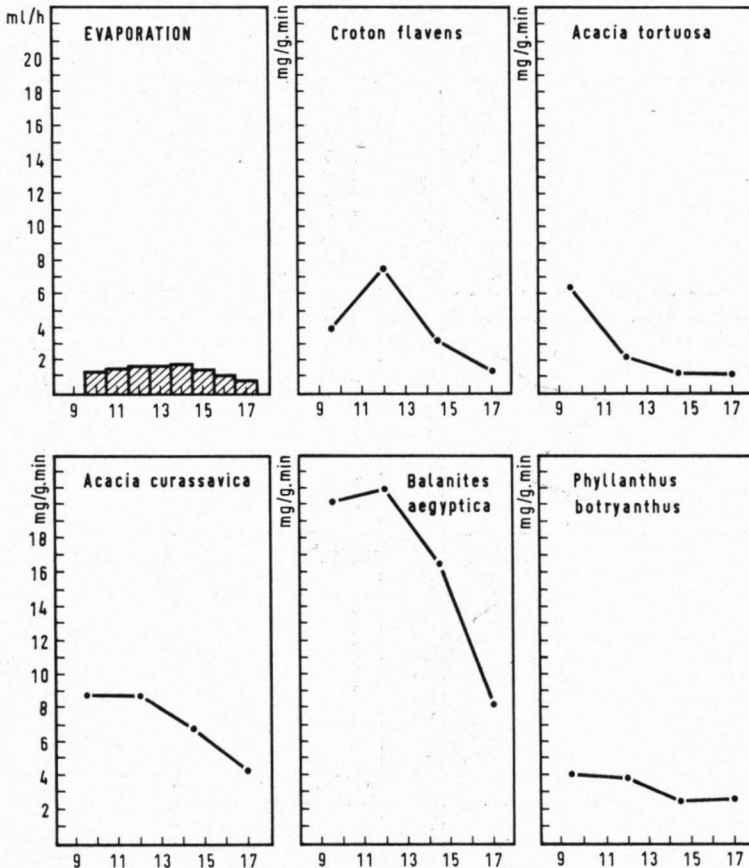 ml/h
EVAPORATION
20
18
16
14
12
10
8
6
4
2
9 11 13 15 17
mg/g.min
Croton flavens
9 11 13 15 17
mg/g.min
Acacia tortuosa
9 11 13 15 17
mg/g.min
Acacia curassavica
18
16
14
12
10
8
6
4
2
9 11 13 15 17
mg/g.min
Balanites
aegyptica
9 11 13 15 17
mg/g.min
Phyllanthus
botryanthus
9 11 13 15 17